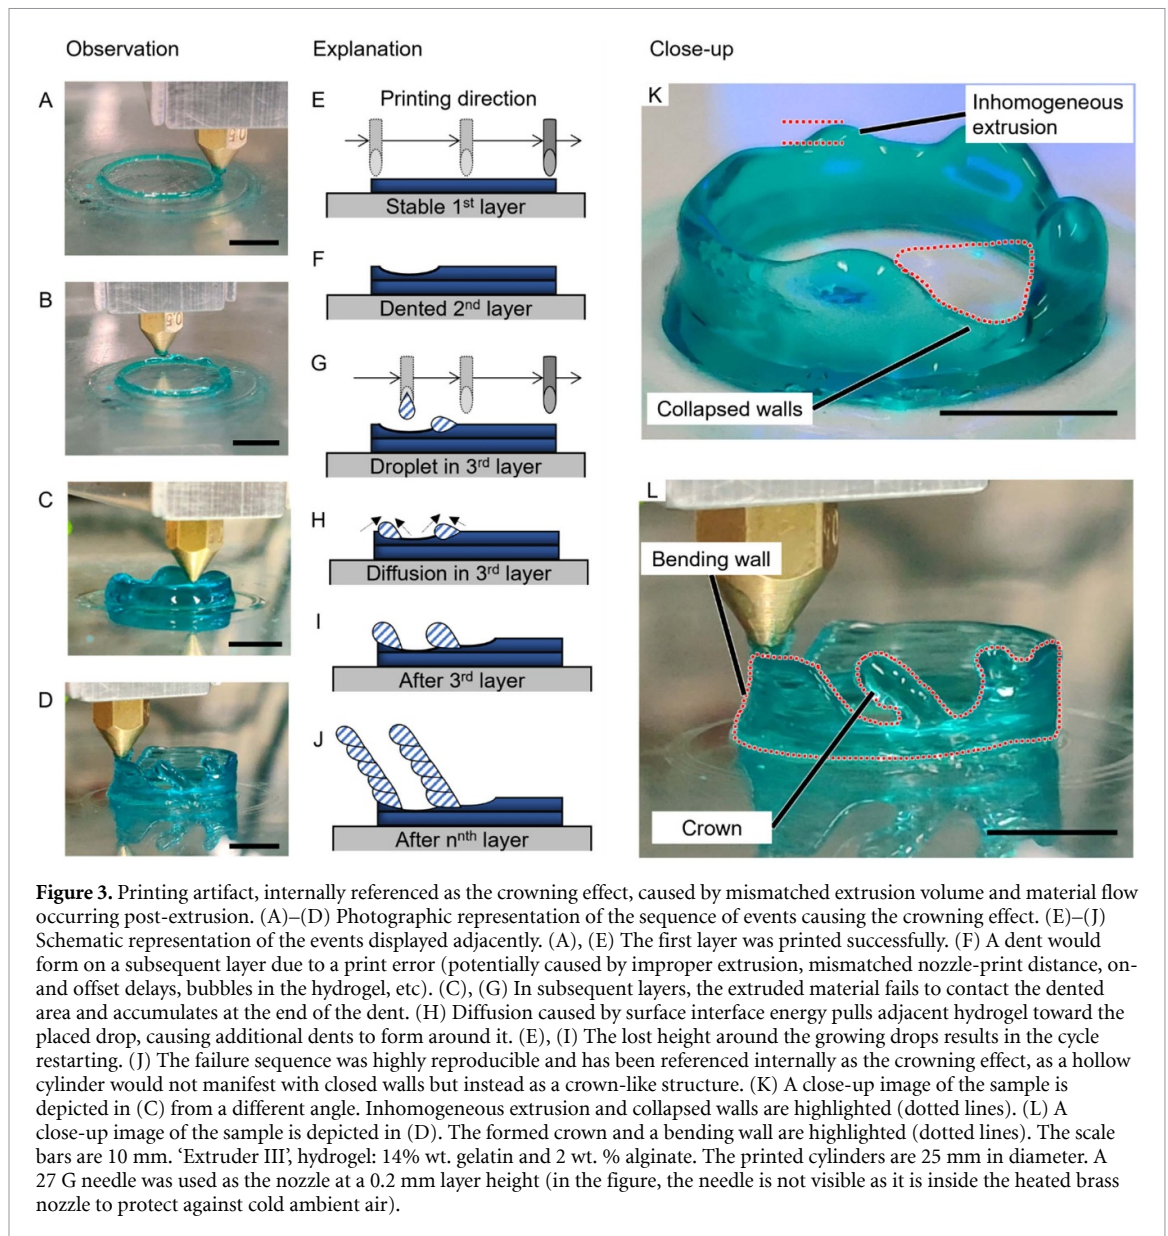 Observation
Explanation
Close-up
A
B
C
D
E
Printing direction
Stable 1st layer
F
Dented 2nd layer
G
Droplet in 3rd layer
H
Diffusion in 3rd layer
I
After 3rd layer
J
After nnth layer
K
Inhomogeneous
extrusion
Collapsed walls
L
Bending wall
Crown
Figure 3. Printing artifact, internally referenced as the crowning effect, caused by mismatched extrusion volume and material flow
occurring post-extrusion. (A)–(D) Photographic representation of the sequence of events causing the crowning effect. (E)–(J)
Schematic representation of the events displayed adjacently. (A), (E) The first layer was printed successfully. (F) A dent would
form on a subsequent layer due to a print error (potentially caused by improper extrusion, mismatched nozzle-print distance, on-
and offset delays, bubbles in the hydrogel, etc). (C), (G) In subsequent layers, the extruded material fails to contact the dented
area and accumulates at the end of the dent. (H) Diffusion caused by surface interface energy pulls adjacent hydrogel toward the
placed drop, causing additional dents to form around it. (E), (I) The lost height around the growing drops results in the cycle
restarting. (J) The failure sequence was highly reproducible and has been referenced internally as the crowning effect, as a hollow
cylinder would not manifest with closed walls but instead as a crown-like structure. (K) A close-up image of the sample is
depicted in (C) from a different angle. Inhomogeneous extrusion and collapsed walls are highlighted (dotted lines). (L) A
close-up image of the sample is depicted in (D). The formed crown and a bending wall are highlighted (dotted lines). The scale
bars are 10 mm. ‘Extruder III’, hydrogel: 14% wt. gelatin and 2 wt. % alginate. The printed cylinders are 25 mm in diameter. A
27 G needle was used as the nozzle at a 0.2 mm layer height (in the figure, the needle is not visible as it is inside the heated brass
nozzle to protect against cold ambient air).